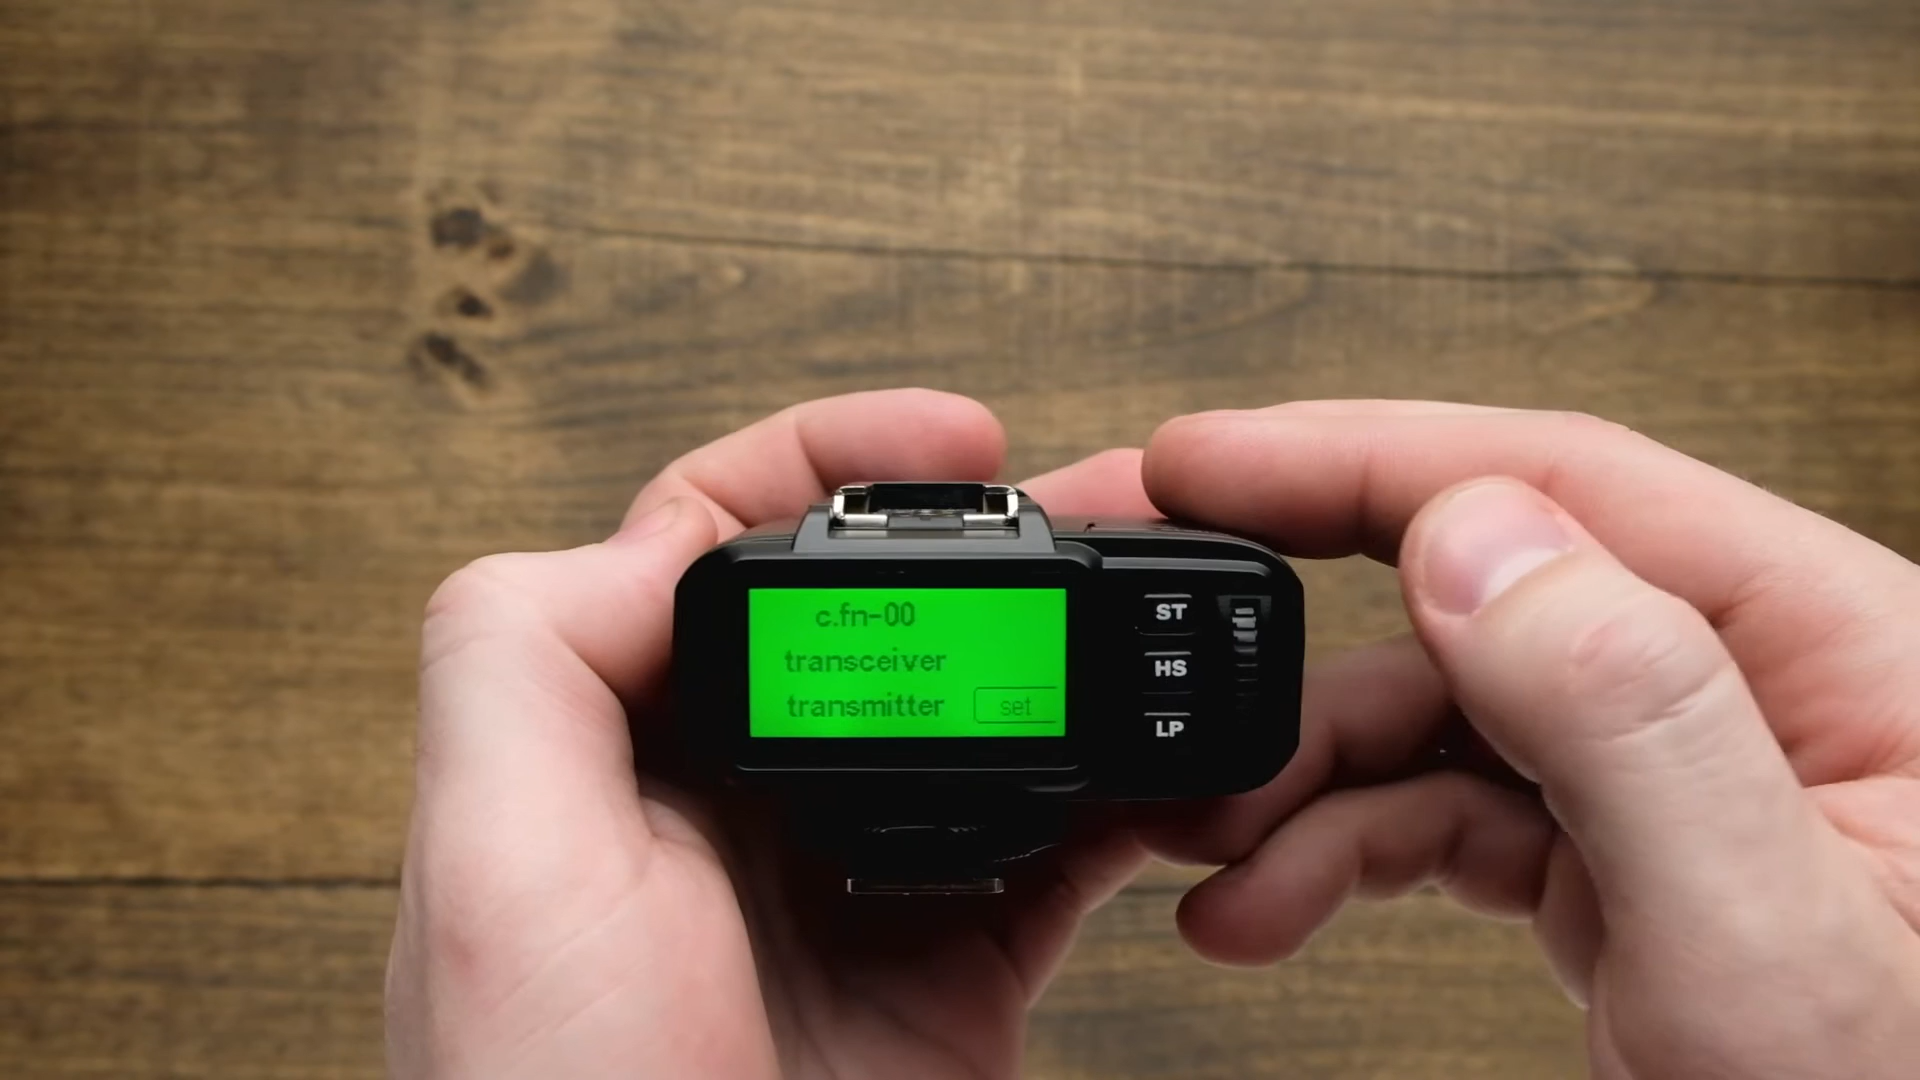 c.fn-00
transceiver
transmitter
set
ST
HS
LP